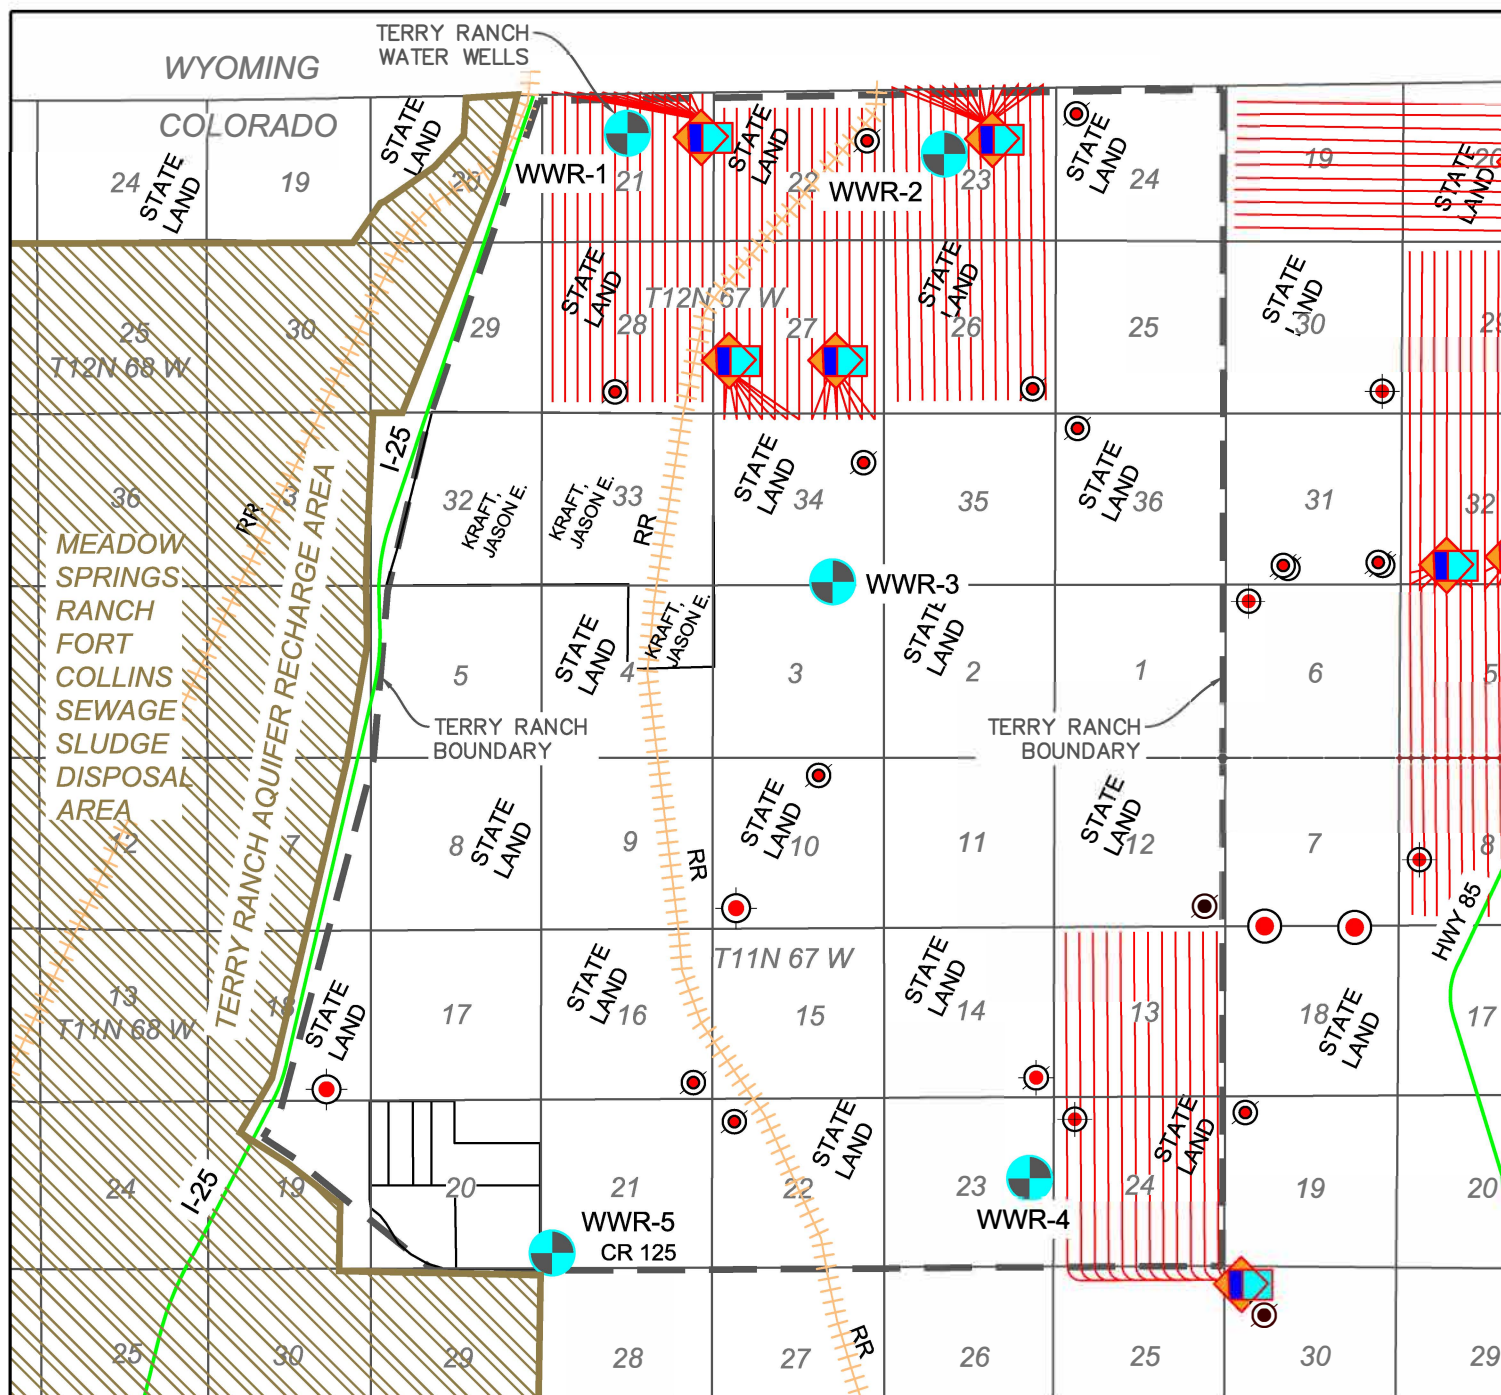 TERRY RANCH
WATER WELLS
WYOMING
COLORADO
STATE
LAND
STATE
LAND
STATE
LAND
STATE
LAND
STATE
LAND
24
19
20
WWR-1
21
22
WWR-2
23
24
19
20
STATE
LAND
STATE
LAND
STATE
LAND
T12N 67 W
25
30
29
28
27
26
25
30
29
T12N 68 W
I-25
STATE
LAND
STATE
LAND
36
3
32
KRAFT,
JASON E.
KRAFT,
JASON E.
33
34
35
36
31
32
RR
RR
MEADOW
SPRINGS
RANCH
FORT
COLLINS
SEWAGE
SLUDGE
DISPOSAL
AREA
TERRY RANCH AQUIFER RECHARGE AREA
WWR-3
STATE
LAND
KRAFT,
JASON E.
STATE
LAND
5
4
3
2
1
6
5
TERRY RANCH
BOUNDARY
TERRY RANCH
BOUNDARY
STATE
LAND
STATE
LAND
STATE
LAND
12
7
8
9
10
11
12
7
8
RR
HWY 85
T11N 67 W
STATE
LAND
STATE
LAND
STATE
LAND
STATE
LAND
13
18
17
16
15
14
13
18
17
T11N 68 W
STATE
LAND
STATE
LAND
I-25
24
19
20
21
22
23
24
19
20
WWR-5
CR 125
WWR-4
RR
25
30
29
28
27
26
25
30
29